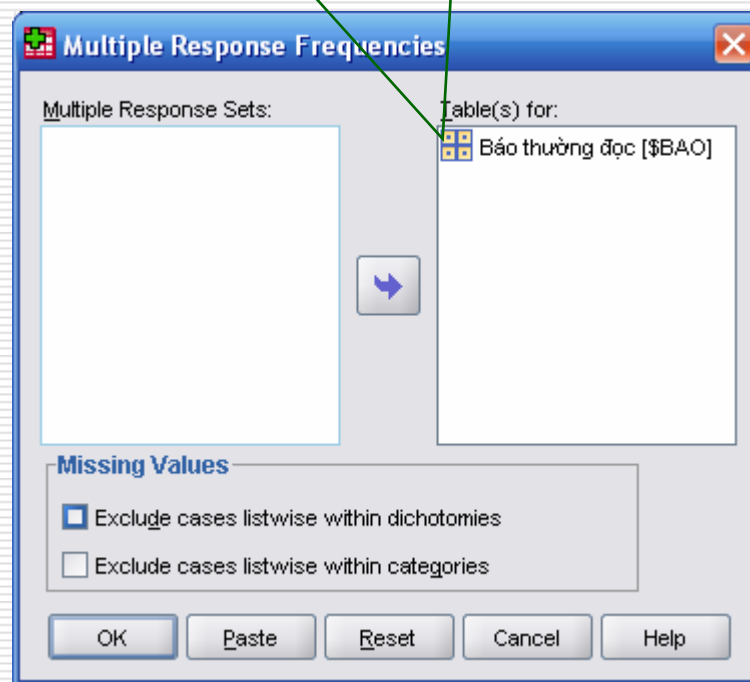 Multiple Response Frequencies
Multiple Response Sets:
Table(s) for:
Báo thường đọc [$BAO]
Missing Values
Exclude cases listwise within dichotomies
Exclude cases listwise within categories
OK Paste Reset Cancel Help